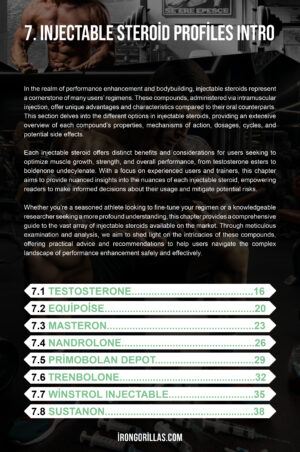 SE ERE EPESCE
7. INJECTABLE STEROİD PROFİLES INTRO
In the realm of performance enhancement and bodybuilding, injectable steroids represent
a cornerstone of many users' regimens. These compounds, administered via intramuscular
injection, offer unique advantages and characteristics compared to their oral counterparts.
This section delves into the different options in injectable steroids, providing an extensive
overview of each compound's properties, mechanisms of action, dosages, cycles, and
potential side effects.
Each injectable steroid offers distinct benefits and considerations for users seeking to
optimize muscle growth, strength, and overall performance, from testosterone esters to
boldenone undecylenate. With a focus on experienced users and trainers, this chapter
aims to provide nuanced insights into the nuances of each injectable steroid, empowering
readers to make informed decisions about their usage and mitigate potential risks.
Whether you're a seasoned athlete looking to fine-tune your regimen or a knowledgeable
researcher seeking a more profound understanding, this chapter provides a comprehensive
guide to the vast array of injectable steroids available on the market. Through meticulous
examination and analysis, we aim to shed light on the intricacies of these compounds,
offering practical advice and recommendations to help users navigate the complex
landscape of performance enhancement safely and effectively.
7.1 TESTOSTERONE..............................16
7.2 EQUİPOİSE....................................20
7.3 MASTERON....................................23
7.4 NANDROLONE................................26
7.5 PRİMOBOLAN DEPOT.......................29
7.6 TRENBOLONE.................................32
7.7 WİNSTROL INJECTABLE....................35
7.8 SUSTANON....................................38
İRONGORİLLAS.COM